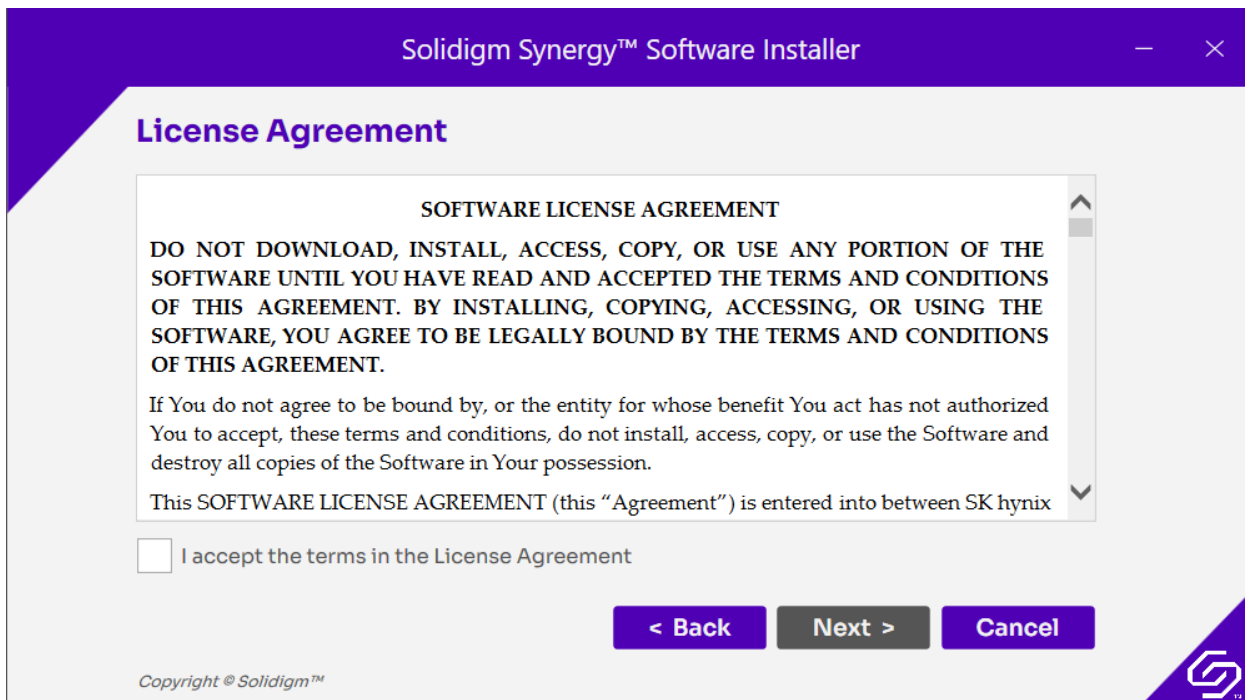 Solidigm Synergy™ Software Installer
License Agreement
SOFTWARE LICENSE AGREEMENT
DO NOT DOWNLOAD, INSTALL, ACCESS, COPY, OR USE ANY PORTION OF THE
SOFTWARE UNTIL YOU HAVE READ AND ACCEPTED THE TERMS AND CONDITIONS
OF THIS AGREEMENT. BY INSTALLING, COPYING, ACCESSING, OR USING THE
SOFTWARE, YOU AGREE TO BE LEGALLY BOUND BY THE TERMS AND CONDITIONS
OF THIS AGREEMENT.
If You do not agree to be bound by, or the entity for whose benefit You act has not authorized
You to accept, these terms and conditions, do not install, access, copy, or use the Software and
destroy all copies of the Software in Your possession.
This SOFTWARE LICENSE AGREEMENT (this “Agreement”) is entered into between SK hynix
I accept the terms in the License Agreement
< Back
Next >
Cancel
Copyright © Solidigm™